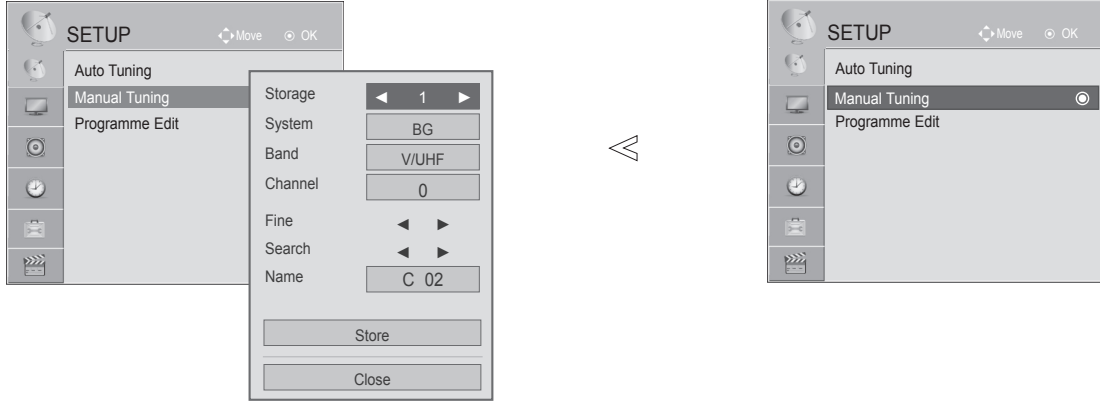 SETUP
Move OK
Auto Tuning
Manual Tuning
Programme Edit
Storage ◄ 1 ►
System BG
Band V/UHF
Channel 0
Fine ◄ ►
Search ◄ ►
Name C 02
Store
Close
SETUP
Move OK
Auto Tuning
Manual Tuning
Programme Edit